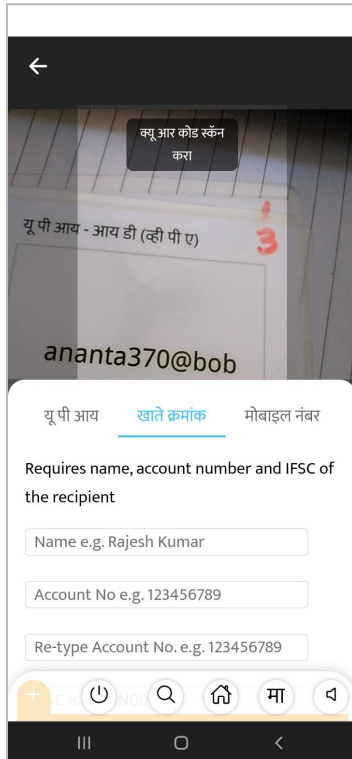 क्यू आर कोड स्कॅन
करा
3
यू पी आय - आय डी (व्ही पी ए)
ananta370@bob
यू पी आय
खाते क्रमांक
मोबाइल नंबर
Requires name, account number and IFSC of
the recipient
Name e.g. Rajesh Kumar
Account No e.g. 123456789
Re-type Account No. e.g. 123456789
मा